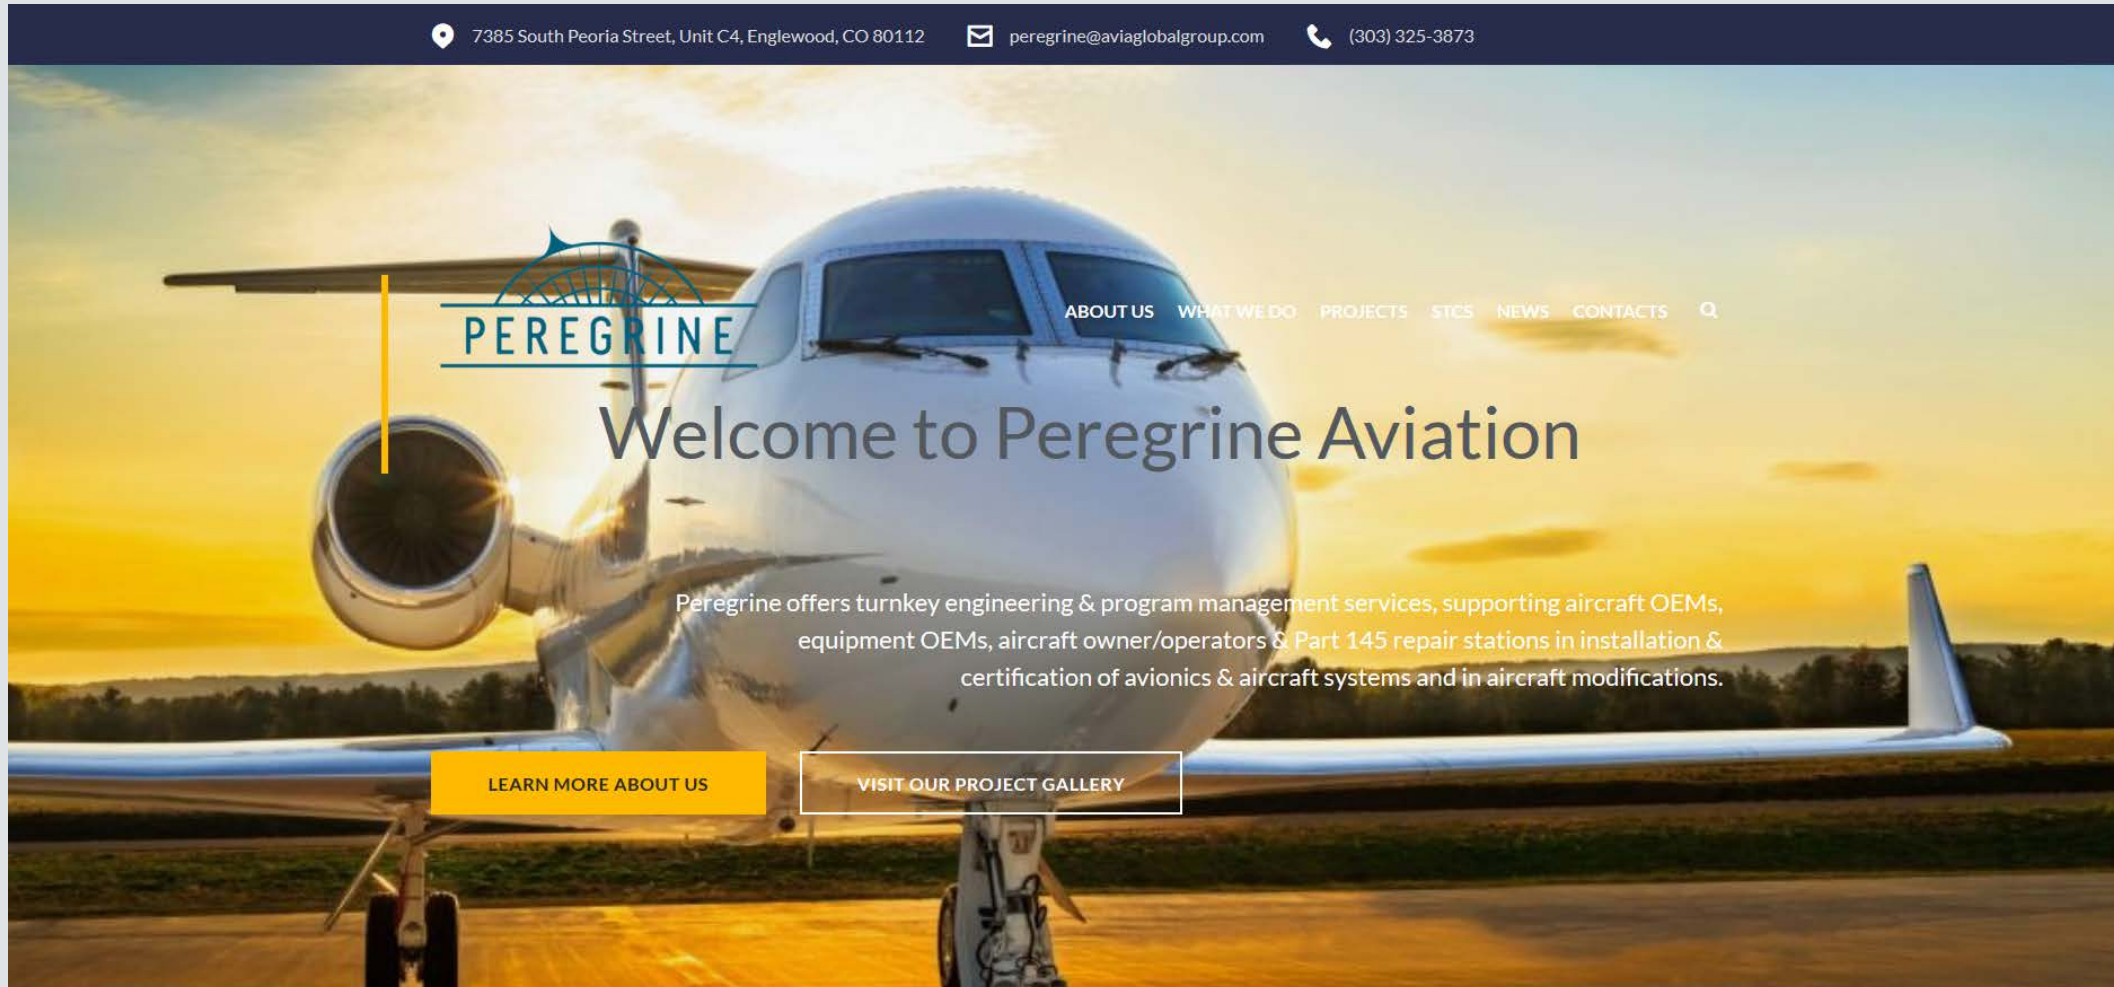 7385 South Peoria Street, Unit C4, Englewood, CO 80112
peregrine@aviaglobalgroup.com
(303) 325-3873
PEREGRINE
ABOUT US WHAT WE DO PROJECTS STCS NEWS CONTACTS
Welcome to Peregrine Aviation
Peregrine offers turnkey engineering & program management services, supporting aircraft OEMs,
equipment OEMs, aircraft owner/operators & Part 145 repair stations in installation &
certification of avionics & aircraft systems and in aircraft modifications.
LEARN MORE ABOUT US
VISIT OUR PROJECT GALLERY